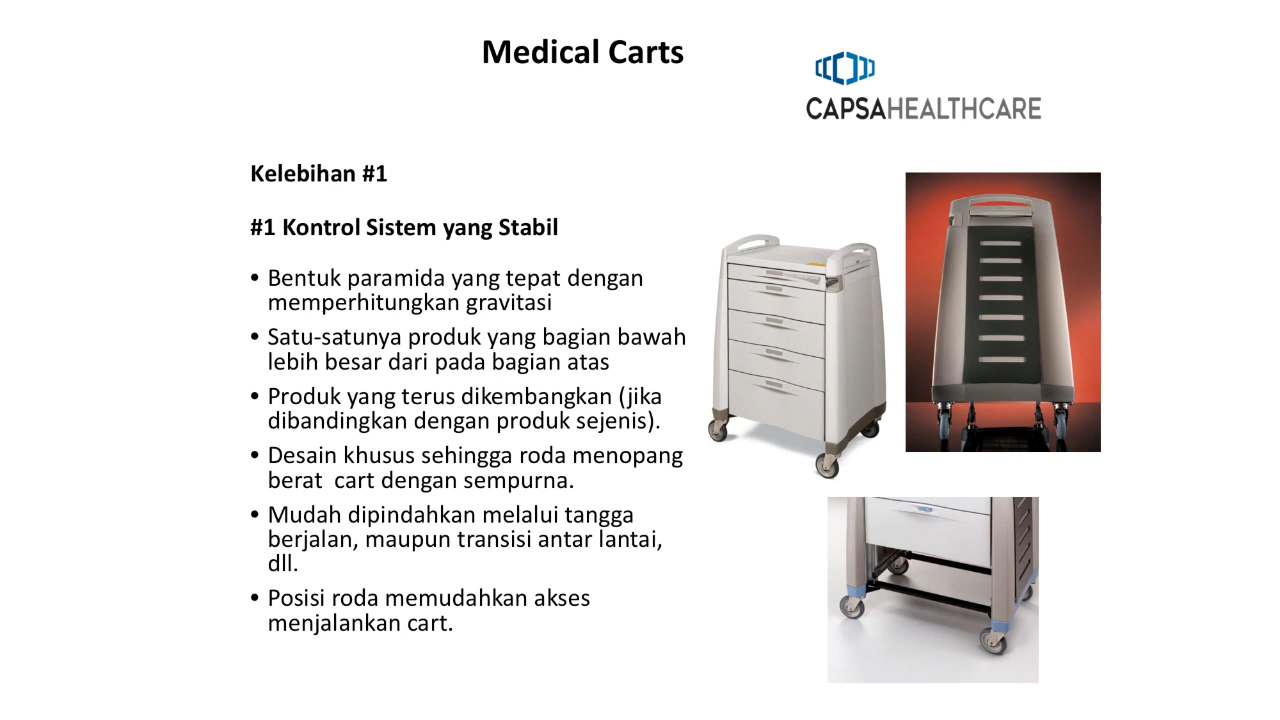 Medical Carts
CAPSAHEALTHCARE
Kelebihan #1
#1 Kontrol Sistem yang Stabil
• Bentuk paramida yang tepat dengan
memperhitungkan gravitasi
• Satu-satunya produk yang bagian bawah
lebih besar dari pada bagian atas
• Produk yang terus dikembangkan (jika
dibandingkan dengan produk sejenis).
• Desain khusus sehingga roda menopang
berat  cart dengan sempurna.
• Mudah dipindahkan melalui tangga
berjalan, maupun transisi antar lantai,
dll.
• Posisi roda memudahkan akses
menjalankan cart.